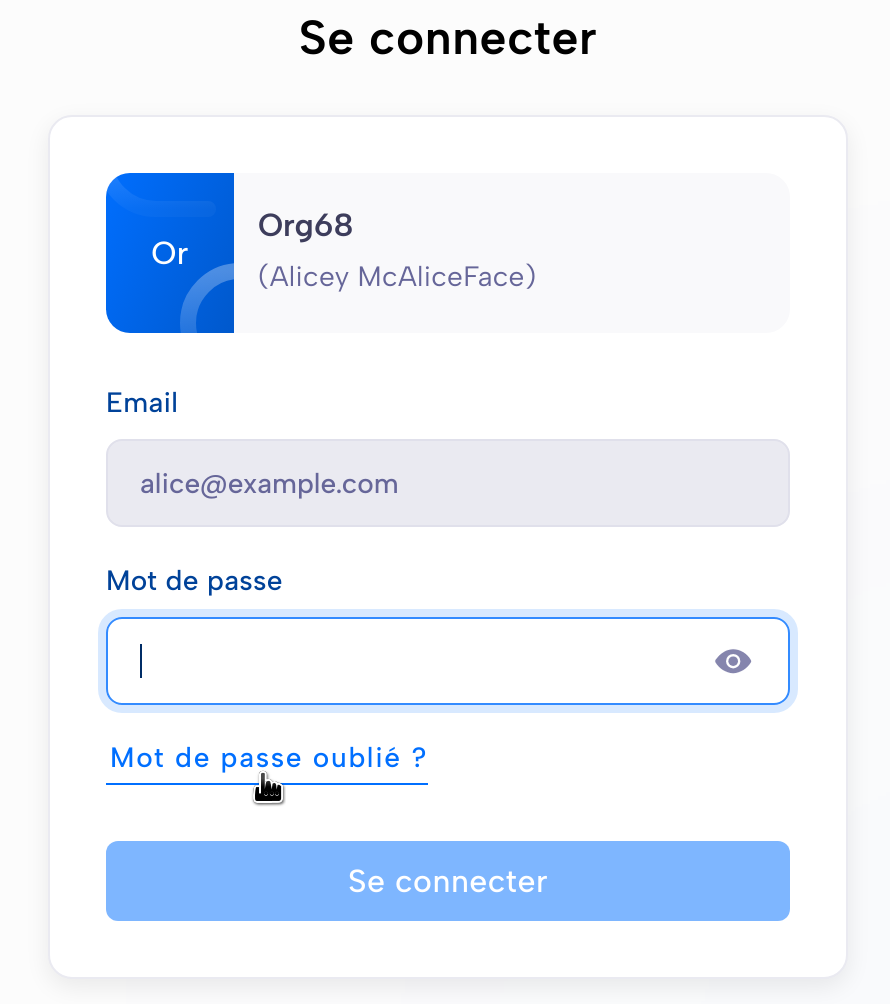 Se connecter
Or
Org68
(Alicey McAliceFace)
Email
alice@example.com
Mot de passe
Mot de passe oublié ?
Se connecter